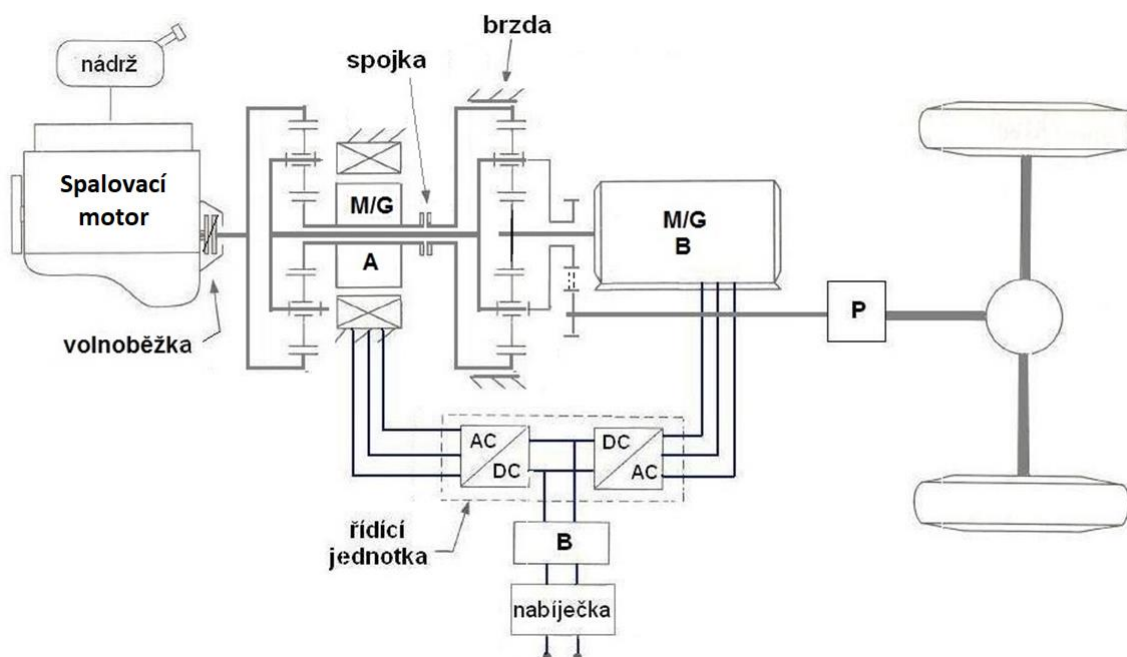 nádrž
brzda
spojka
Spalovací
motor
M/G
A
M/G
B
P
volnoběžka
AC
DC
DC
AC
řídící
jednotka
B
nabíječka